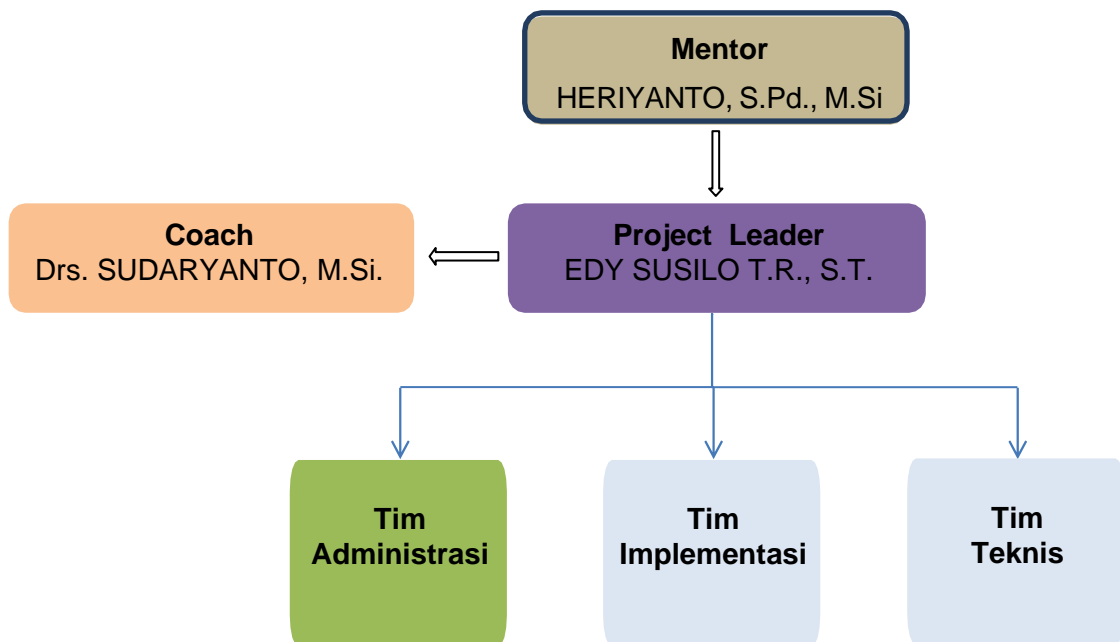 Mentor
HERIYANTO, S.Pd., M.Si
Coach
Drs. SUDARYANTO, M.Si.
Project Leader
EDY SUSILO T.R., S.T.
Tim
Administrasi
Tim
Implementasi
Tim
Teknis